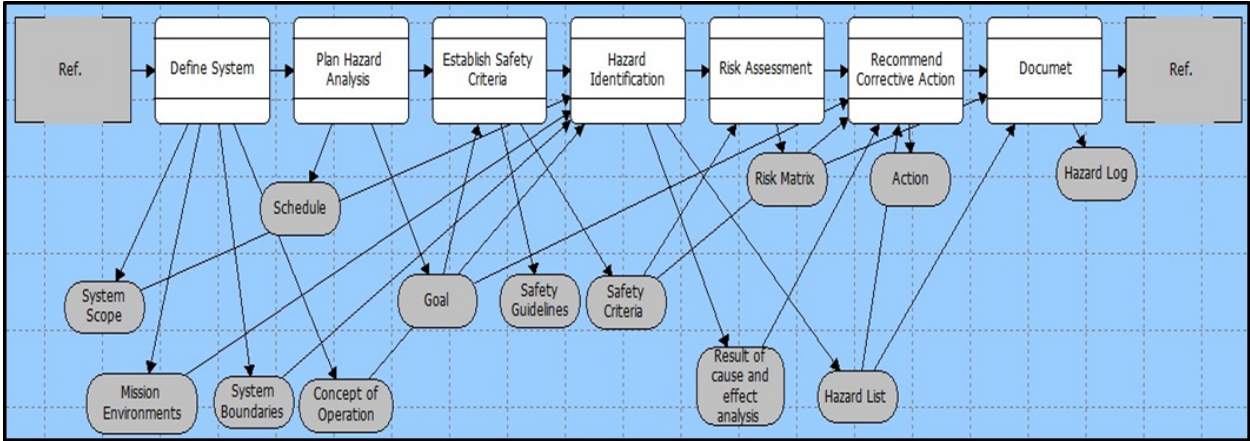 Ref.
Define System
Plan Hazard
Analysis
Establish Safety
Criteria
Hazard
Identification
Risk Assessment
Recommend
Corrective Action
Documet
Ref.
Schedule
Risk Matrix
Action
Hazard Log
System
Scope
Goal
Safety
Guidelines
Safety
Criteria
Mission
Environments
System
Boundaries
Concept of
Operation
Result of
cause and
effect
analysis
Hazard List